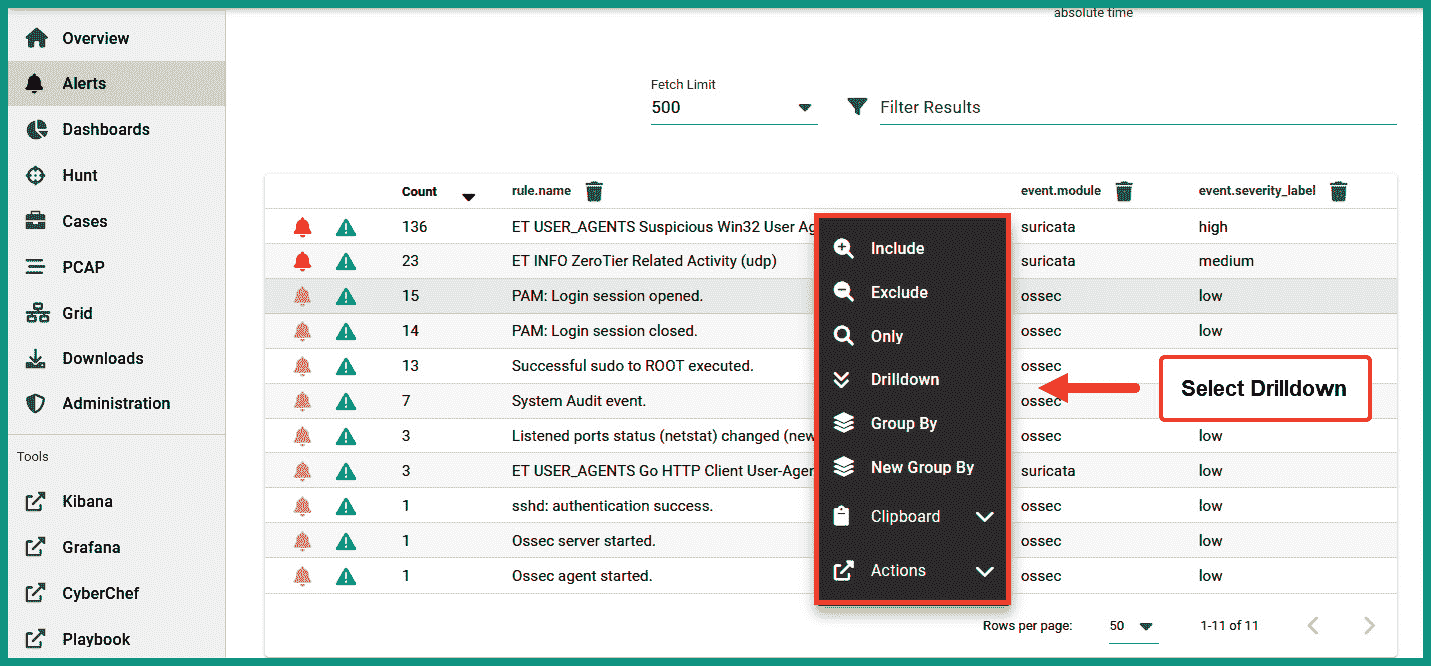 absolute time
Overview
Alerts
Dashboards
Hunt
Cases
PCAP
Grid
Downloads
Administration
Tools
Kibana
Grafana
CyberChef
Playbook
Fetch Limit
500
Filter Results
Count rule.name event.module event.severity_label
136 ET USER_AGENTS Suspicious Win32 User Ag suricata high
23 ET INFO ZeroTier Related Activity (udp) suricata medium
15 PAM: Login session opened. ossec low
14 PAM: Login session closed. ossec low
13 Successful sudo to ROOT executed. ossec
7 System Audit event. ossec
3 Listened ports status (netstat) changed (new ossec low
3 ET USER_AGENTS Go HTTP Client User-Agen suricata low
1 sshd: authentication success. ossec low
1 Ossec server started. ossec low
1 Ossec agent started. ossec low
Include
Exclude
Only
Drilldown
Group By
New Group By
Clipboard
Actions
Select Drilldown
Rows per page: 50 1-11 of 11